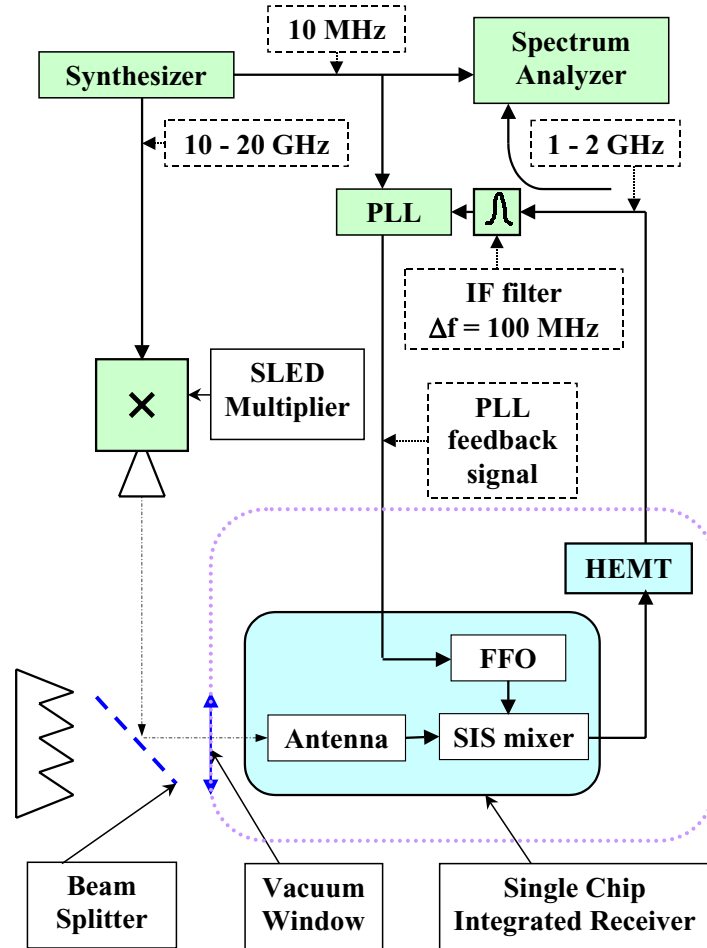 10 MHz
Synthesizer
Spectrum
Analyzer
10 - 20 GHz
1 - 2 GHz
PLL
IF filter
Δf = 100 MHz
SLED
Multiplier
×
PLL
feedback
signal
HEMT
FFO
Antenna
SIS mixer
Beam
Splitter
Vacuum
Window
Single Chip
Integrated Receiver